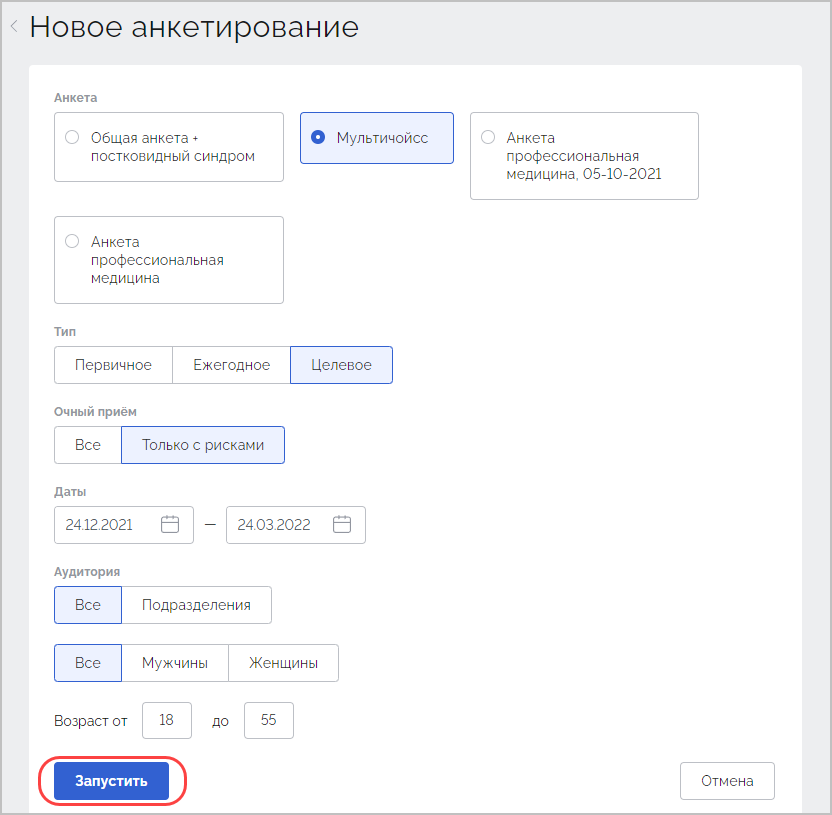 Новое анкетирование
Анкета
Общая анкета +
постковидный синдром
Мультичойсс
Анкета
профессиональная
медицина, 05-10-2021
Анкета
профессиональная
медицина
Тип
Первичное Ежегодное Целевое
Очный приём
Все Только с рисками
Даты
24.12.2021 — 24.03.2022
Аудитория
Все Подразделения
Все Мужчины Женщины
Возраст от 18 до 55
Запустить Отмена